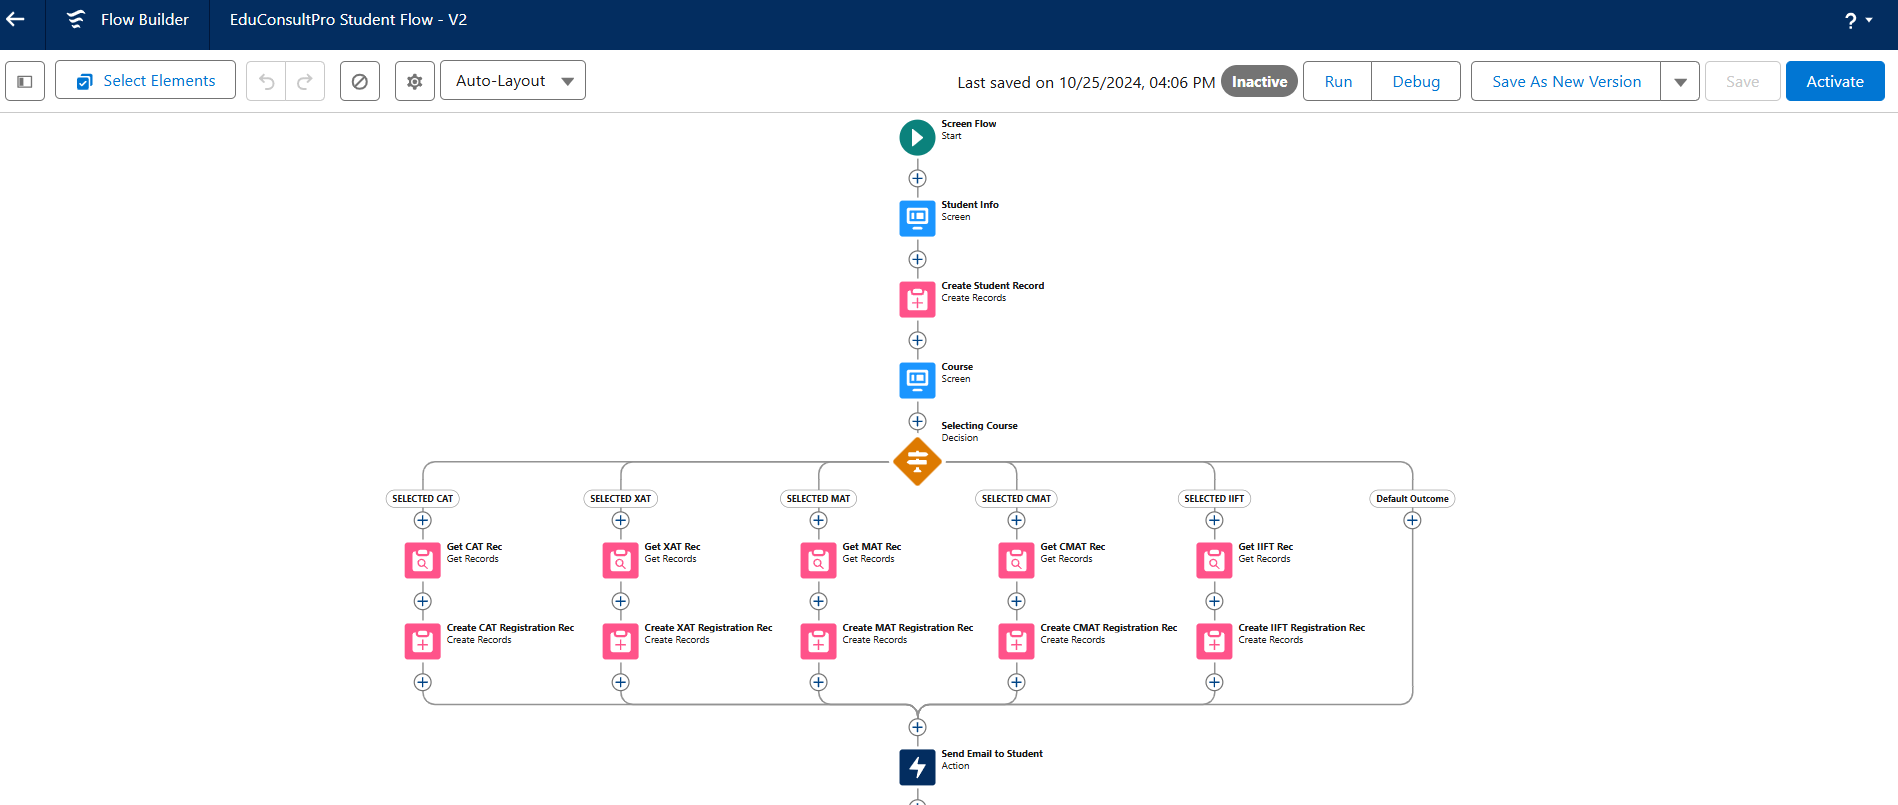 Flow Builder
EduConsultPro Student Flow - V2
?
Select Elements
Auto-Layout
Last saved on 10/25/2024, 04:06 PM
Inactive
Run
Debug
Save As New Version
Save
Activate
Screen Flow
Start
Student Info
Screen
Create Student Record
Create Records
Course
Screen
Selecting Course
Decision
SELECTED CAT
SELECTED XAT
SELECTED MAT
SELECTED CMAT
SELECTED IIFT
Default Outcome
Get CAT Rec
Get Records
Get XAT Rec
Get Records
Get MAT Rec
Get Records
Get CMAT Rec
Get Records
Get IIFT Rec
Get Records
Create CAT Registration Rec
Create Records
Create XAT Registration Rec
Create Records
Create MAT Registration Rec
Create Records
Create CMAT Registration Rec
Create Records
Create IIFT Registration Rec
Create Records
Send Email to Student
Action